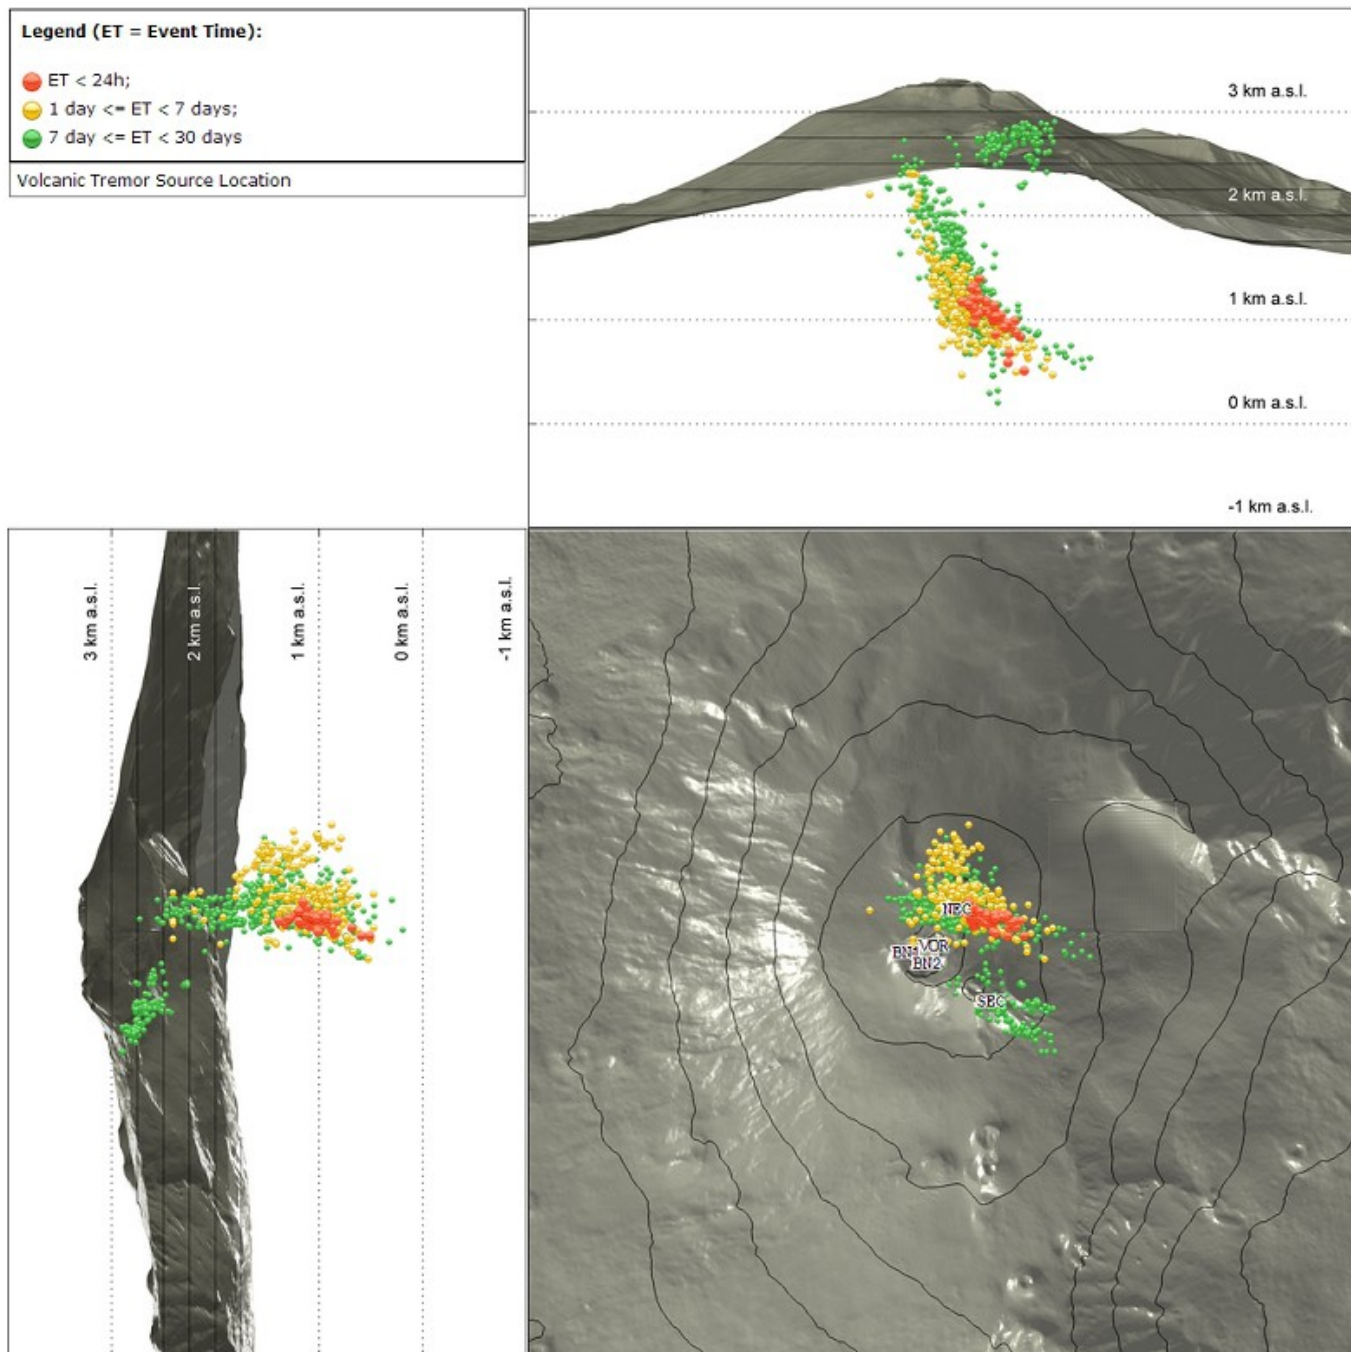 Legend (ET = Event Time):
ET < 24h;
1 day <= ET < 7 days;
7 day <= ET < 30 days
Volcanic Tremor Source Location
3 km a.s.l.
2 km a.s.l.
1 km a.s.l.
0 km a.s.l.
-1 km a.s.l.
3 km a.s.l.
2 km a.s.l.
1 km a.s.l.
0 km a.s.l.
-1 km a.s.l.
NEC
BN1 VOR
BN2
SEC